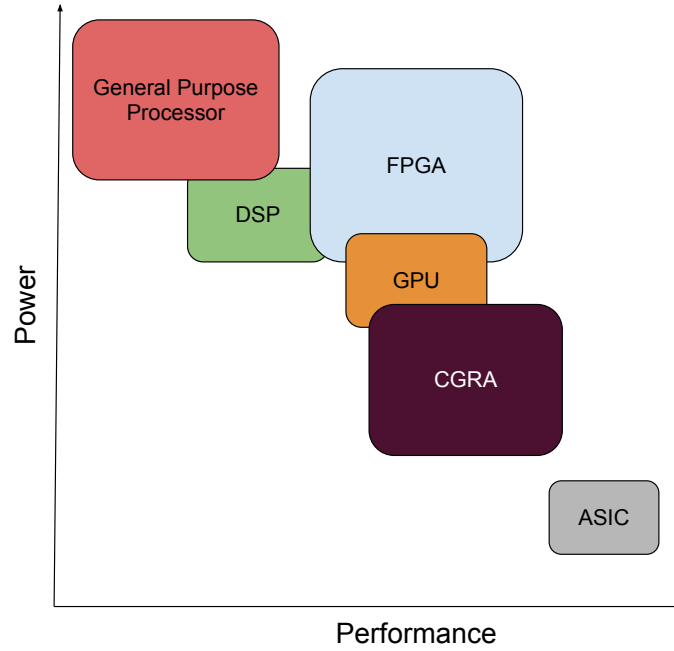 General Purpose
Processor
FPGA
DSP
GPU
CGRA
ASIC
Power
Performance